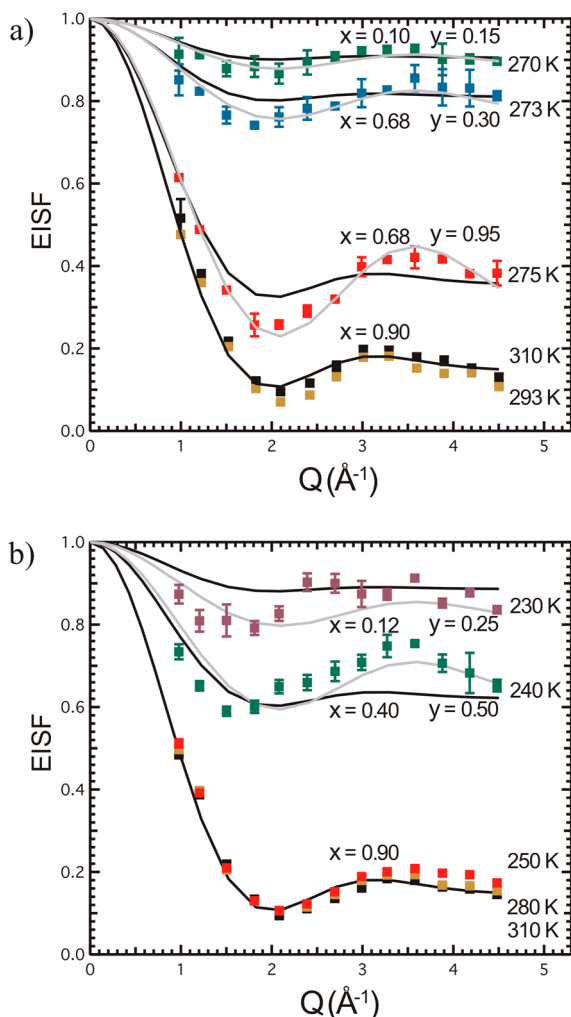 a)
1.0
0.8
0.6
0.4
0.2
0.0
EISF
x = 0.10 y = 0.15
270 K
273 K
x = 0.68 y = 0.30
x = 0.68 y = 0.95
275 K
x = 0.90
310 K
293 K
0 1 2 3 4 5
Q (Å-1)
b)
1.0
0.8
0.6
0.4
0.2
0.0
EISF
230 K
x = 0.12 y = 0.25
240 K
x = 0.40 y = 0.50
x = 0.90
250 K
280 K
310 K
0 1 2 3 4 5
Q (Å-1)